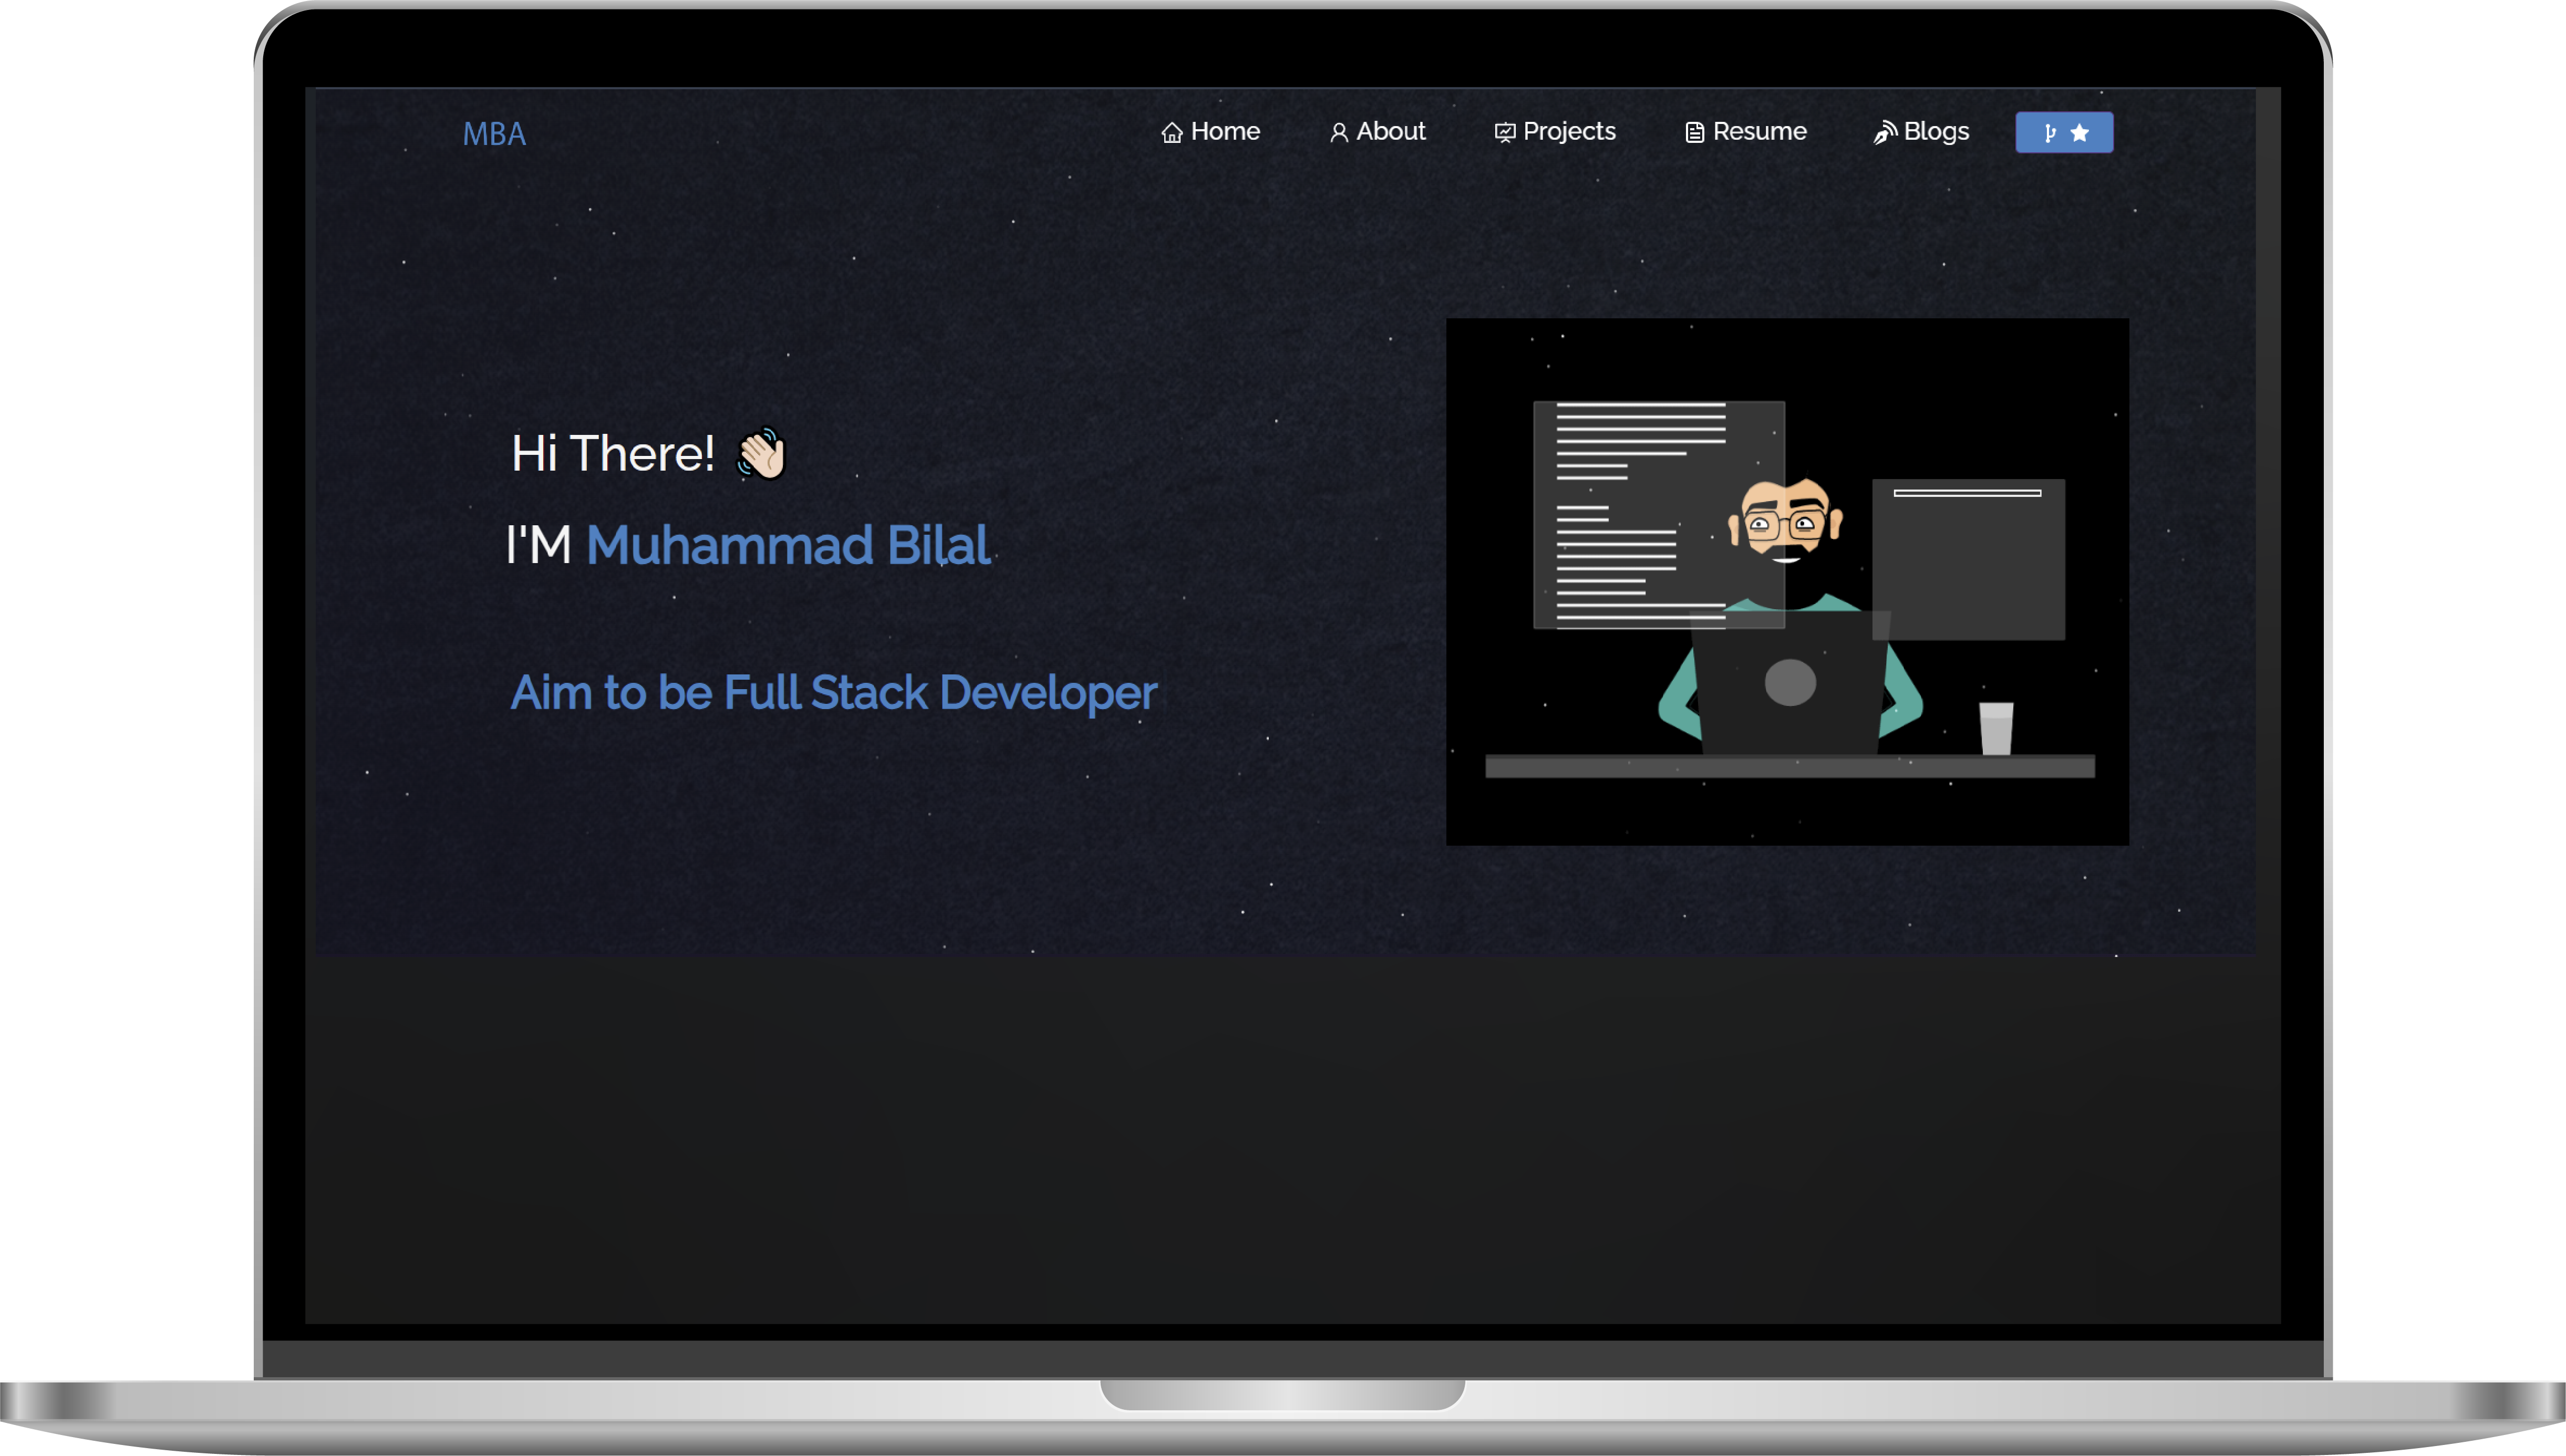 MBA
Home About Projects Resume Blogs
Hi There!
I'M Muhammad Bilal
Aim to be Full Stack Developer